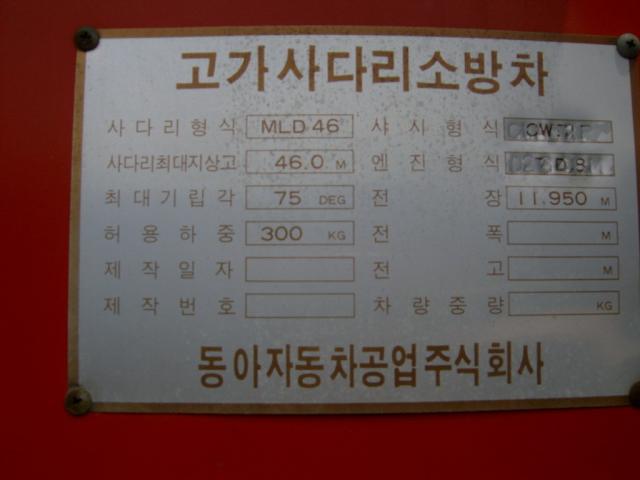 고가사다리소방차
사다리형식 MLD 46 샤시형식
사다리최대지상고 46.0 M 엔진형식
최대기립각 75 DEG 전장 11.950 M
허용하중 300 KG 전폭 M
제작일자 전고 M
제작번호 차량중량 KG
동아자동차공업주식회사